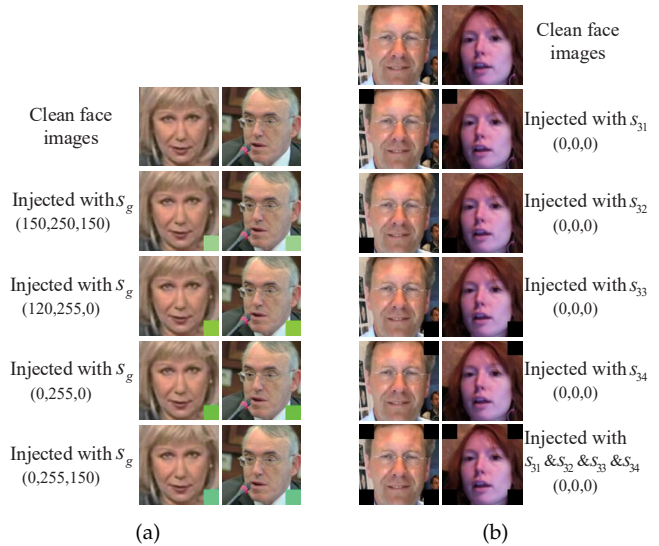 Clean face
images
Injected with s_g
(150,250,150)
Injected with s_g
(120,255,0)
Injected with s_g
(0,255,0)
Injected with s_g
(0,255,150)
(a)
Clean face
images
Injected with s_31
(0,0,0)
Injected with s_32
(0,0,0)
Injected with s_33
(0,0,0)
Injected with s_34
(0,0,0)
Injected with
s_31 & s_32 & s_33 & s_34
(0,0,0)
(b)